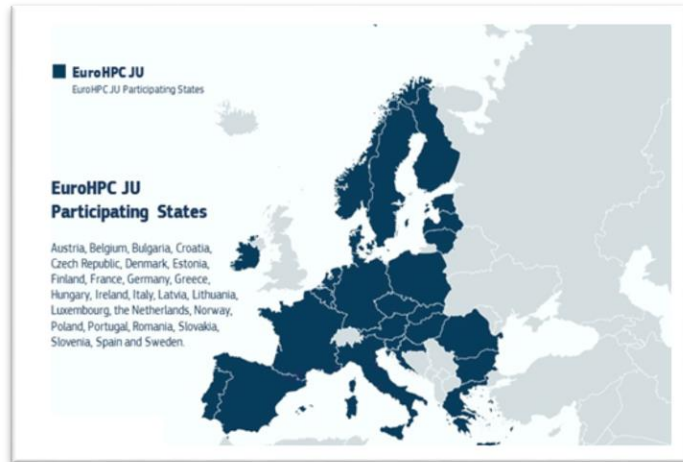 EuroHPC JU
EuroHPC JU Participating States
EuroHPC JU
Participating States
Austria, Belgium, Bulgaria, Croatia,
Czech Republic, Denmark, Estonia,
Finland, France, Germany, Greece,
Hungary, Ireland, Italy, Latvia, Lithuania,
Luxembourg, the Netherlands, Norway,
Poland, Portugal, Romania, Slovakia,
Slovenia, Spain and Sweden.